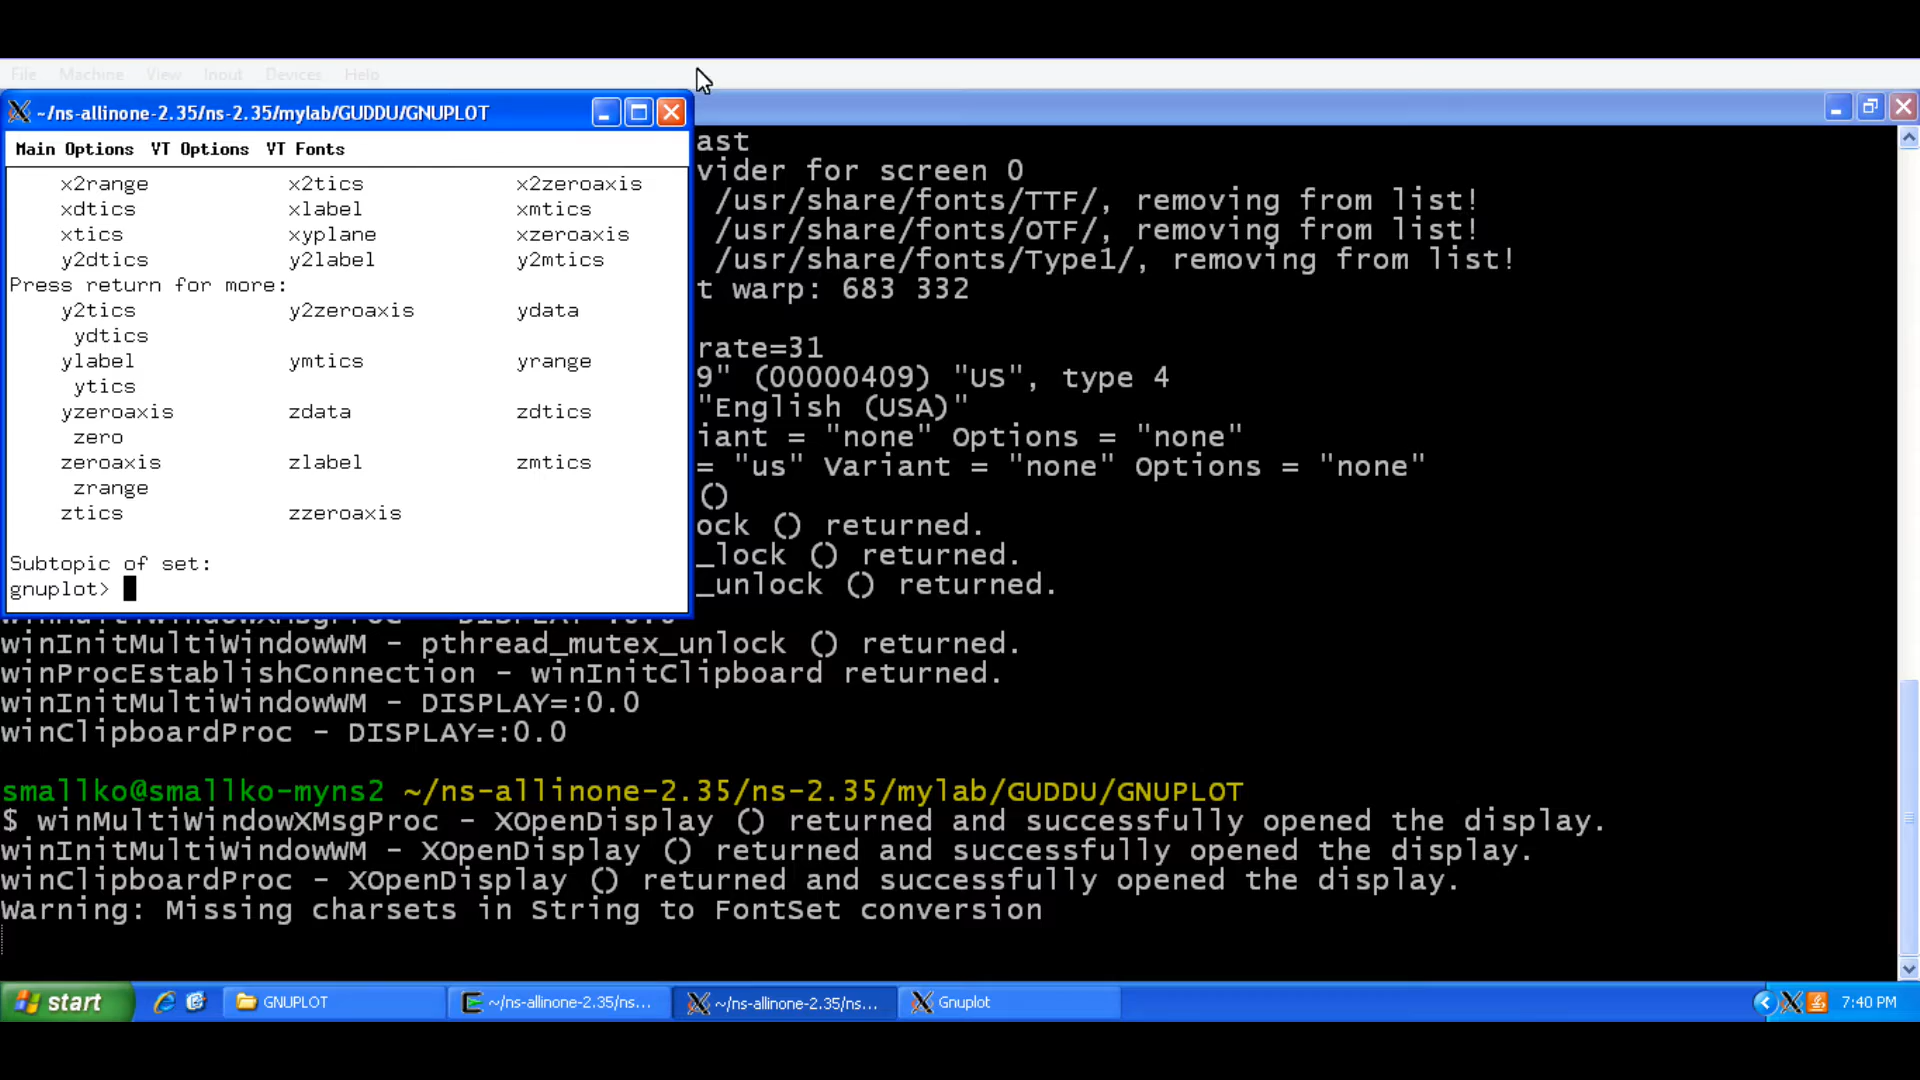 File Machine View Input Devices Help
~/ns-allinone-2.35/ns-2.35/mylab/GUDDU/GNUPLOT
Main Options VT Options VT Fonts
x2range x2tics x2zeroaxis
xdtics xlabel xmtics
xtics xyplane xzeroaxis
y2dtics y2label y2mtics
Press return for more:
y2tics y2zeroaxis ydata
ydtics
ylabel ymtics yrange
ytics
yzeroaxis zdata zdtics
zero
zeroaxis zlabel zmtics
zrange
ztics zzeroaxis
Subtopic of set:
gnuplot>
ast
vider for screen 0
/usr/share/fonts/TTF/, removing from list!
/usr/share/fonts/OTF/, removing from list!
/usr/share/fonts/Type1/, removing from list!
t warp: 683 332
rate=31
9" (00000409) "US", type 4
"English (USA)"
iant = "none" Options = "none"
= "us" Variant = "none" Options = "none"
()
ock () returned.
_lock () returned.
_unlock () returned.
winInitMultiWindowWM - pthread_mutex_unlock () returned.
winProcEstablishConnection - winInitClipboard returned.
winInitMultiWindowWM - DISPLAY=:0.0
winClipboardProc - DISPLAY=:0.0
smallko@smallko-myns2 ~/ns-allinone-2.35/ns-2.35/mylab/GUDDU/GNUPLOT
$ winMultiWindowXMsgProc - XOpenDisplay () returned and successfully opened the display.
winInitMultiWindowWM - XOpenDisplay () returned and successfully opened the display.
winClipboardProc - XOpenDisplay () returned and successfully opened the display.
Warning: Missing charsets in String to FontSet conversion
start GNUPLOT ~/ns-allinone-2.35/ns... ~/ns-allinone-2.35/ns... Gnuplot 7:40 PM